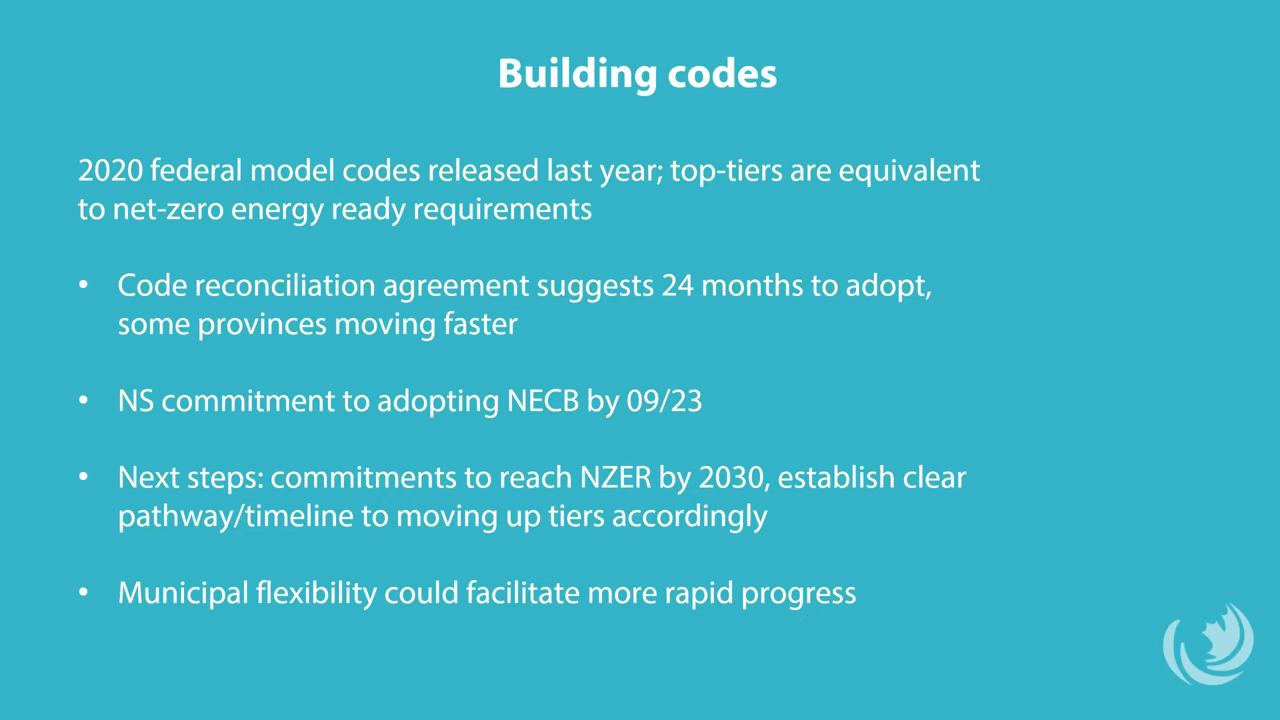 Building codes
2020 federal model codes released last year; top-tiers are equivalent
to net-zero energy ready requirements
• Code reconciliation agreement suggests 24 months to adopt,
some provinces moving faster
• NS commitment to adopting NECB by 09/23
• Next steps: commitments to reach NZER by 2030, establish clear
pathway/timeline to moving up tiers accordingly
• Municipal flexibility could facilitate more rapid progress